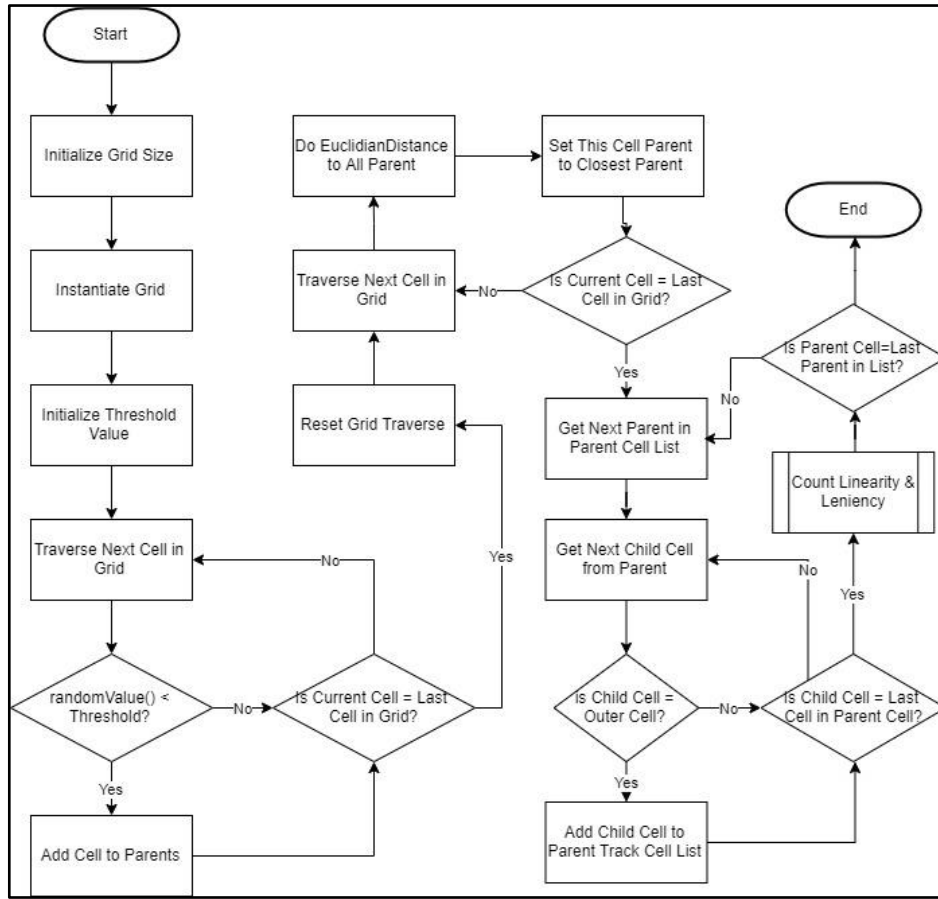 Start
Initialize Grid Size
Instantiate Grid
Initialize Threshold
Value
Traverse Next Cell in
Grid
No
randomValue() <
Threshold?
No
Is Current Cell = Last
Cell in Grid?
Yes
Yes
Add Cell to Parents
Reset Grid Traverse
Traverse Next Cell in
Grid
Do EuclidianDistance
to All Parent
Set This Cell Parent
to Closest Parent
Is Current Cell = Last
Cell in Grid?
No
Yes
Get Next Parent in
Parent Cell List
Get Next Child Cell
from Parent
No
Is Child Cell =
Outer Cell?
No
Yes
Add Child Cell to
Parent Track Cell List
Is Child Cell = Last
Cell in Parent Cell?
Yes
Count Linearity &
Leniency
Is Parent Cell=Last
Parent in List?
No
End